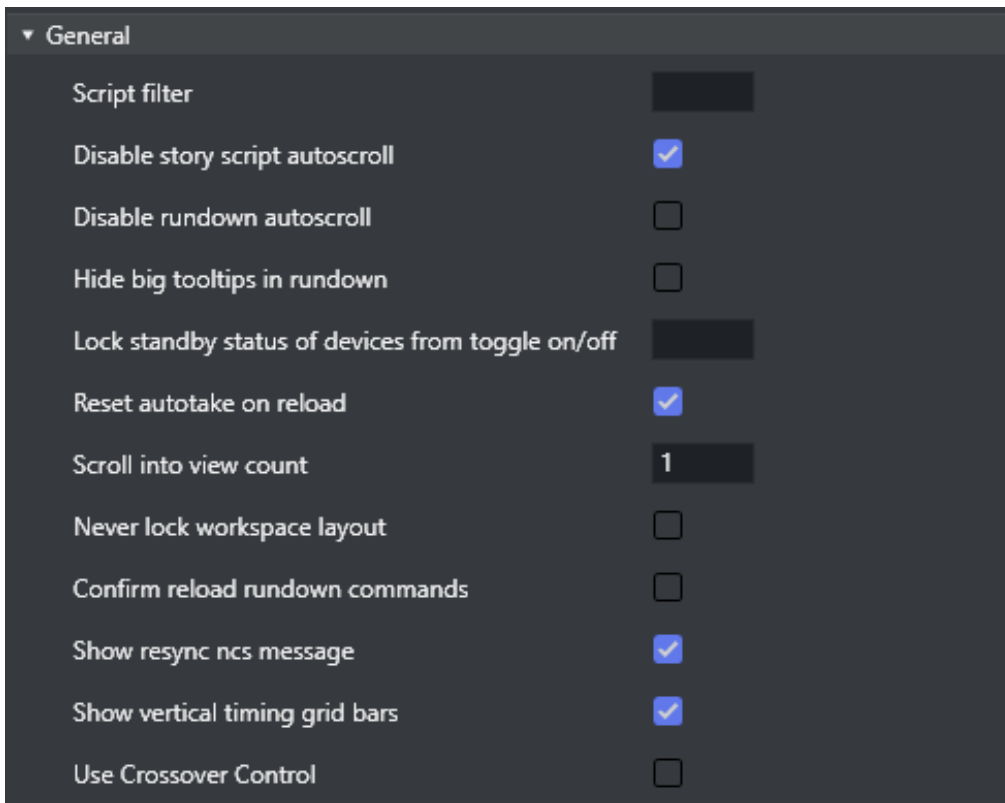 General
Script filter
Disable story script autoscroll
Disable rundown autoscroll
Hide big tooltips in rundown
Lock standby status of devices from toggle on/off
Reset autotake on reload
Scroll into view count 1
Never lock workspace layout
Confirm reload rundown commands
Show resync ncs message
Show vertical timing grid bars
Use Crossover Control